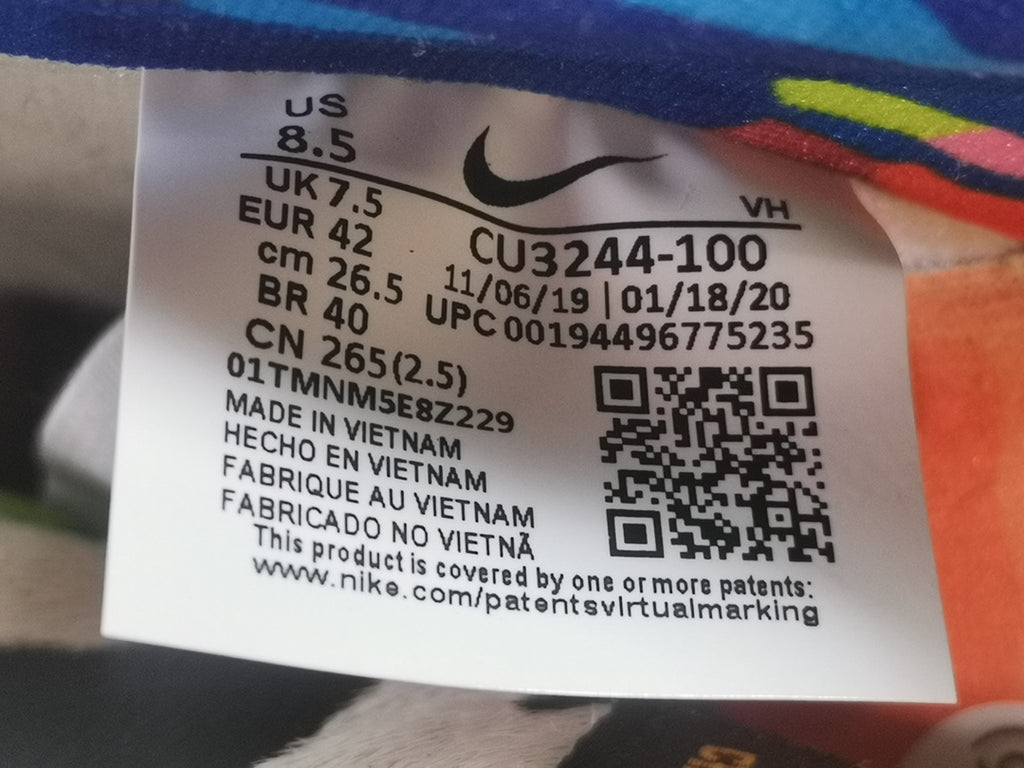 US
8.5
VH
UK 7.5
EUR 42
CU3244-100
cm 26.5
11/06/19 | 01/18/20
BR 40
UPC 00194496775235
CN 265(2.5)
01TMNM5E8Z229
MADE IN VIETNAM
HECHO EN VIETNAM
FABRIQUE AU VIETNAM
FABRICADO NO VIETNÃ
This product is covered by one or more patents:
www.nike.com/patentsvirtualmarking